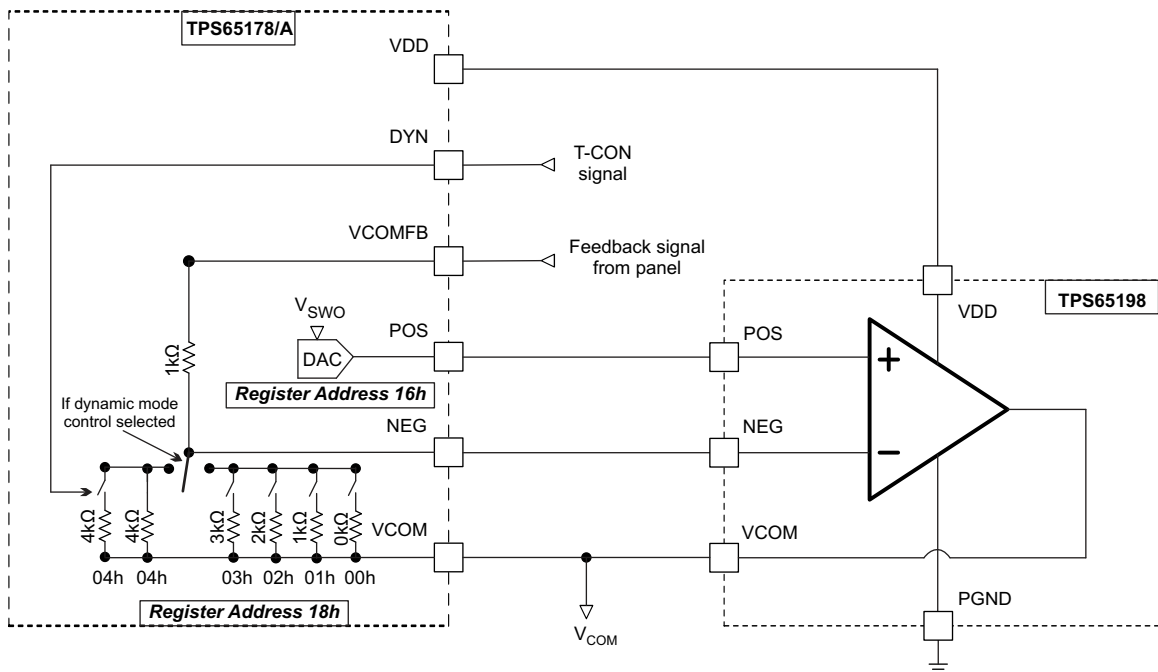 TPS65178/A
VDD
DYN
T-CON
signal
VCOMFB
Feedback signal
from panel
TPS65198
VDD
VSWO
POS
POS
DAC
1kΩ
Register Address 16h
If dynamic mode
control selected
NEG
NEG
4kΩ
4kΩ
3kΩ
2kΩ
1kΩ
0kΩ
VCOM
VCOM
04h 04h 03h 02h 01h 00h
Register Address 18h
VCOM
PGND
+
−